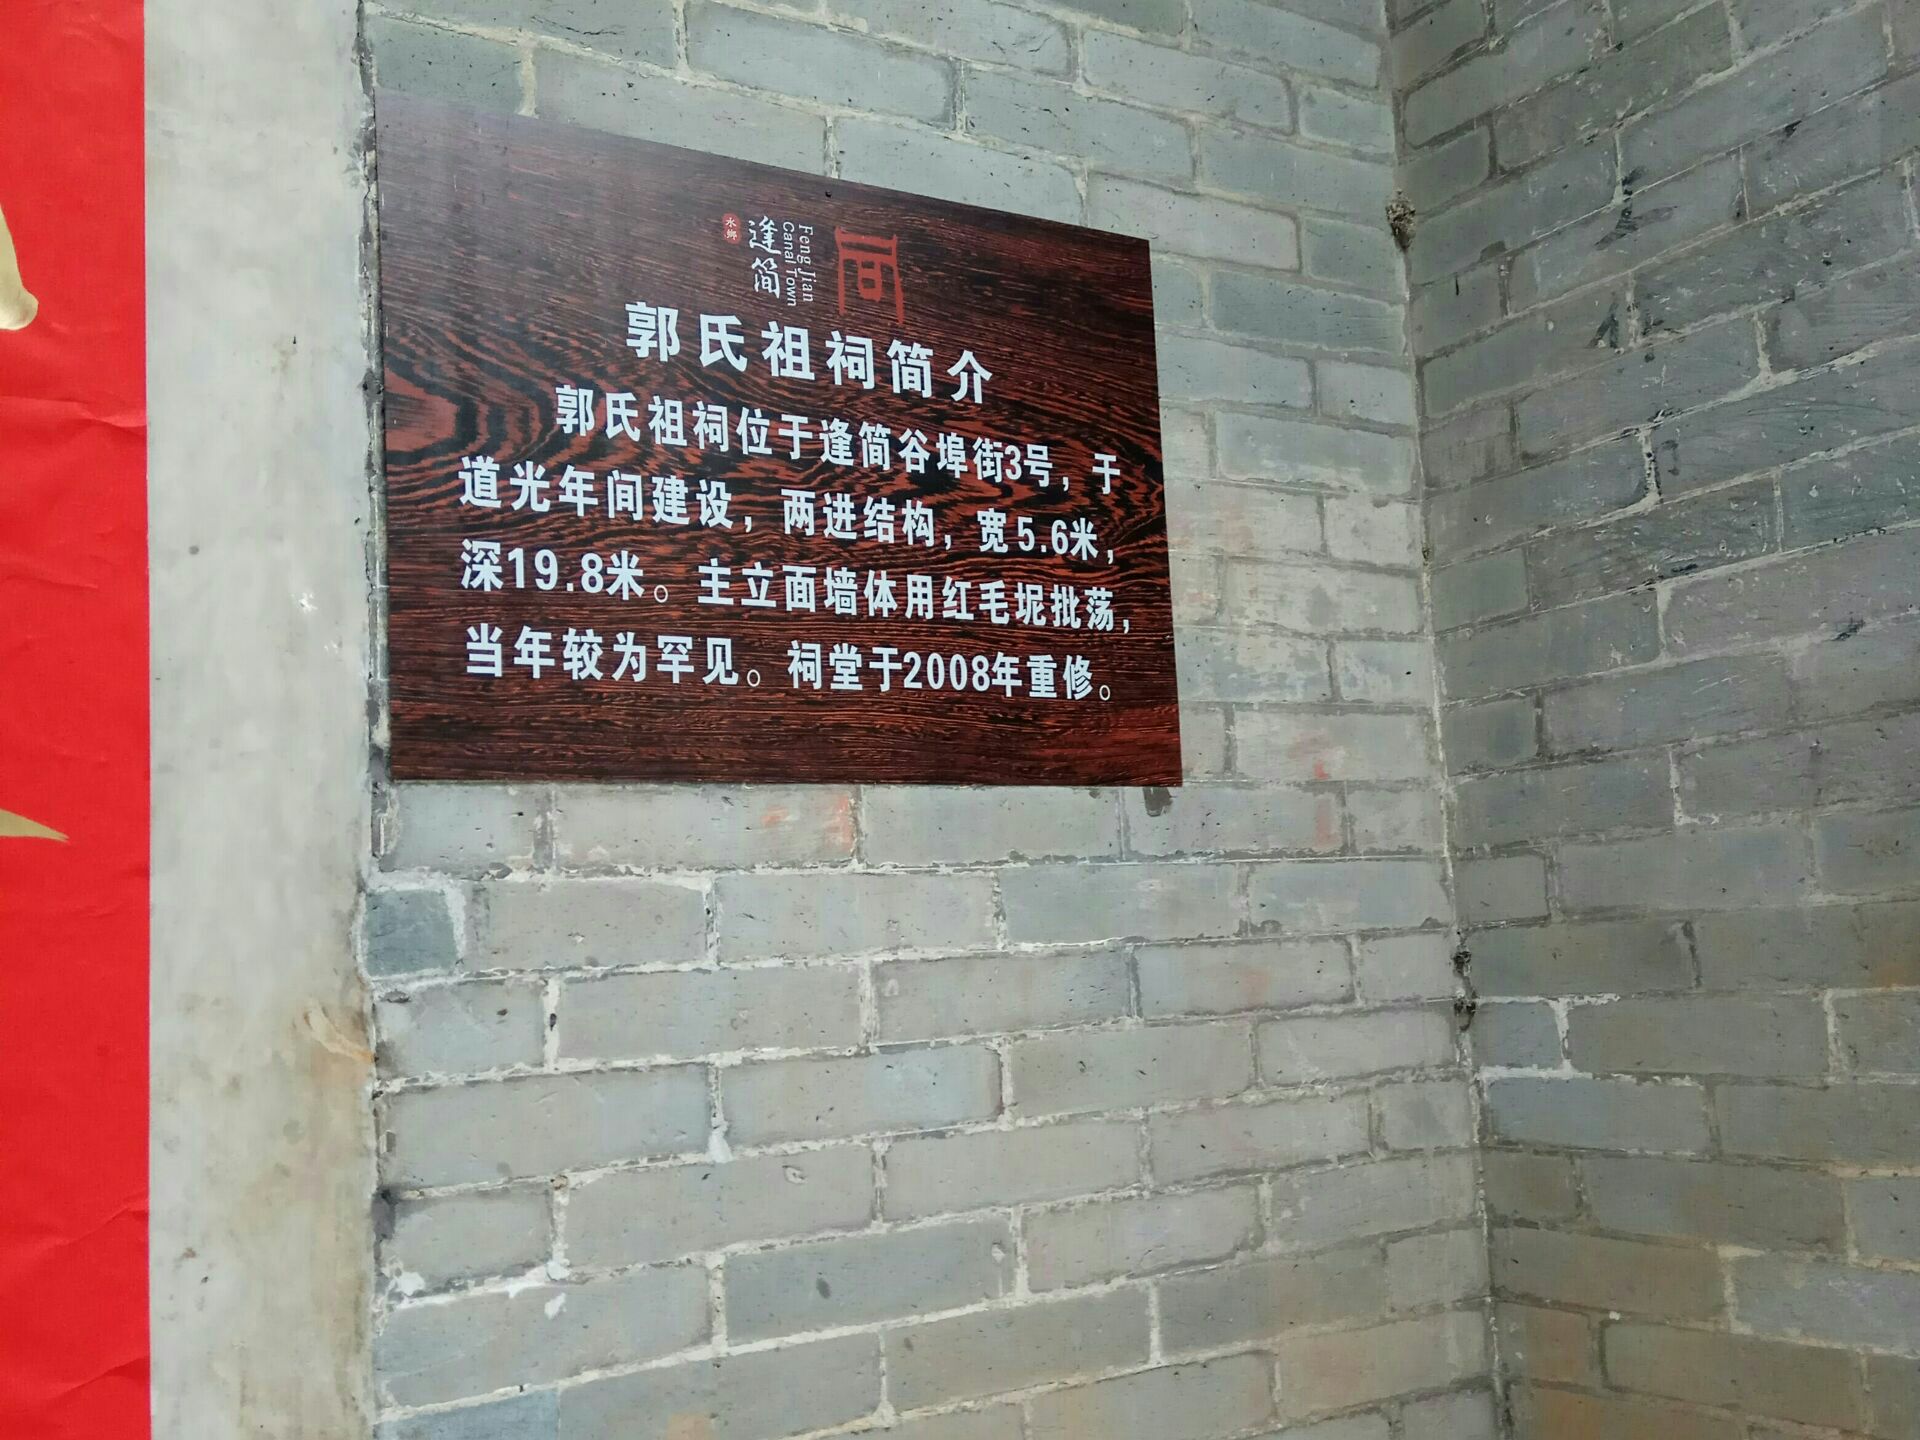 水鄉
逢简
Feng Jian
Canal Town
郭氏祖祠简介
郭氏祖祠位于逢简谷埠街3号，于
道光年间建设，两进结构，宽5.6米，
深19.8米。主立面墙体用红毛坭批荡，
当年较为罕见。祠堂于2008年重修。